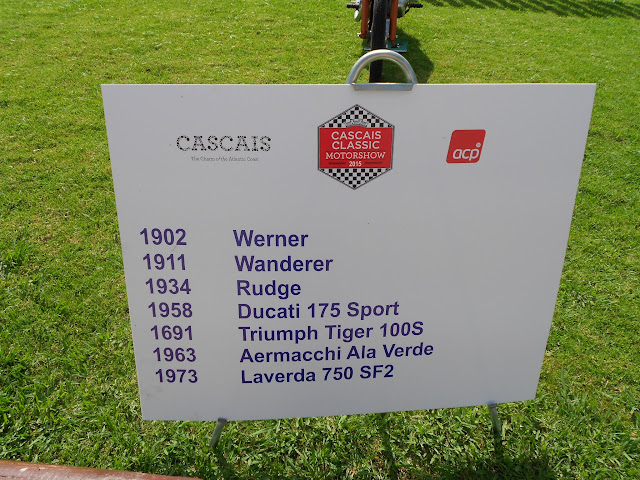 CASCAIS
The Charm of the Atlantic Coast
CASCAIS
CLASSIC
MOTORSHOW
2015
acp
1902 Werner
1911 Wanderer
1934 Rudge
1958 Ducati 175 Sport
1691 Triumph Tiger 100S
1963 Aermacchi Ala Verde
1973 Laverda 750 SF2